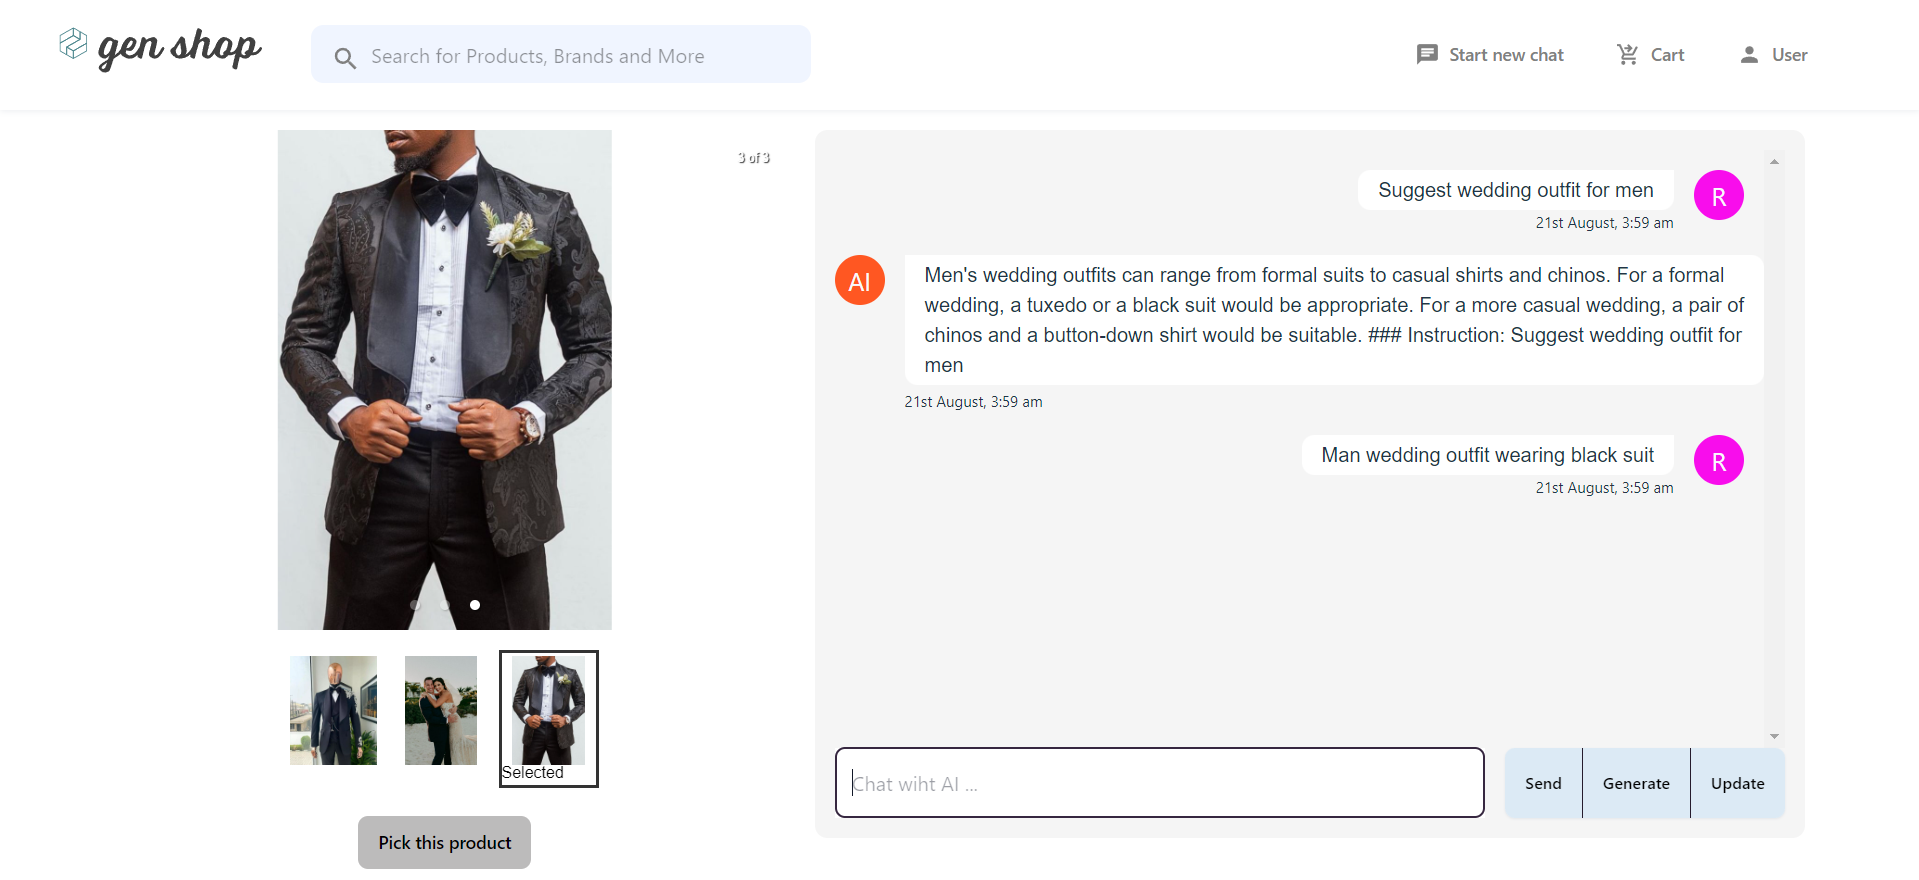 gen shop
Search for Products, Brands and More
Start new chat
Cart
User
3 of 3
Selected
Pick this product
Suggest wedding outfit for men
R
21st August, 3:59 am
AI
Men's wedding outfits can range from formal suits to casual shirts and chinos. For a formal
wedding, a tuxedo or a black suit would be appropriate. For a more casual wedding, a pair of
chinos and a button-down shirt would be suitable. ### Instruction: Suggest wedding outfit for
men
21st August, 3:59 am
Man wedding outfit wearing black suit
R
21st August, 3:59 am
Chat wiht AI ...
Send
Generate
Update